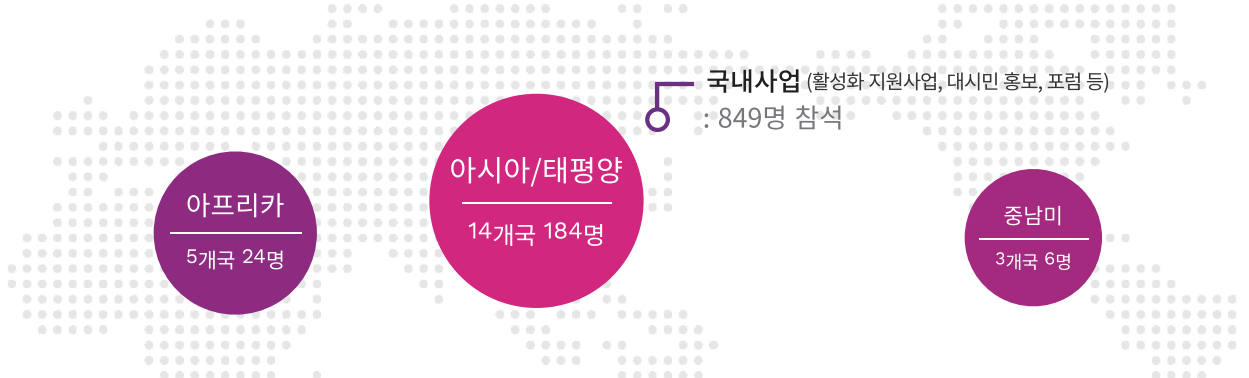 국내사업 (활성화 지원사업, 대시민 홍보, 포럼 등)
: 849명 참석
아시아/태평양
14개국 184명
아프리카
5개국 24명
중남미
3개국 6명